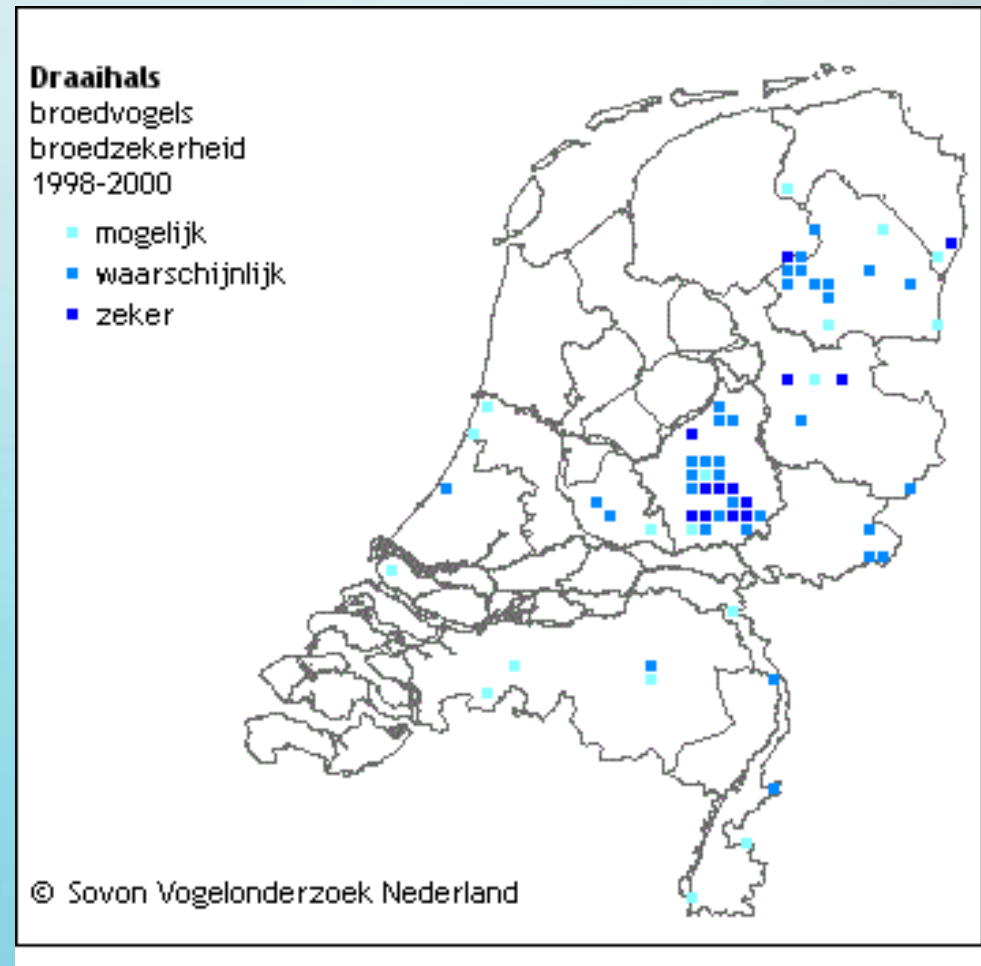 Draaihals
broedvogels
broedzekerheid
1998-2000
mogelijk
waarschijnlijk
zeker
© Sovon Vogelonderzoek Nederland